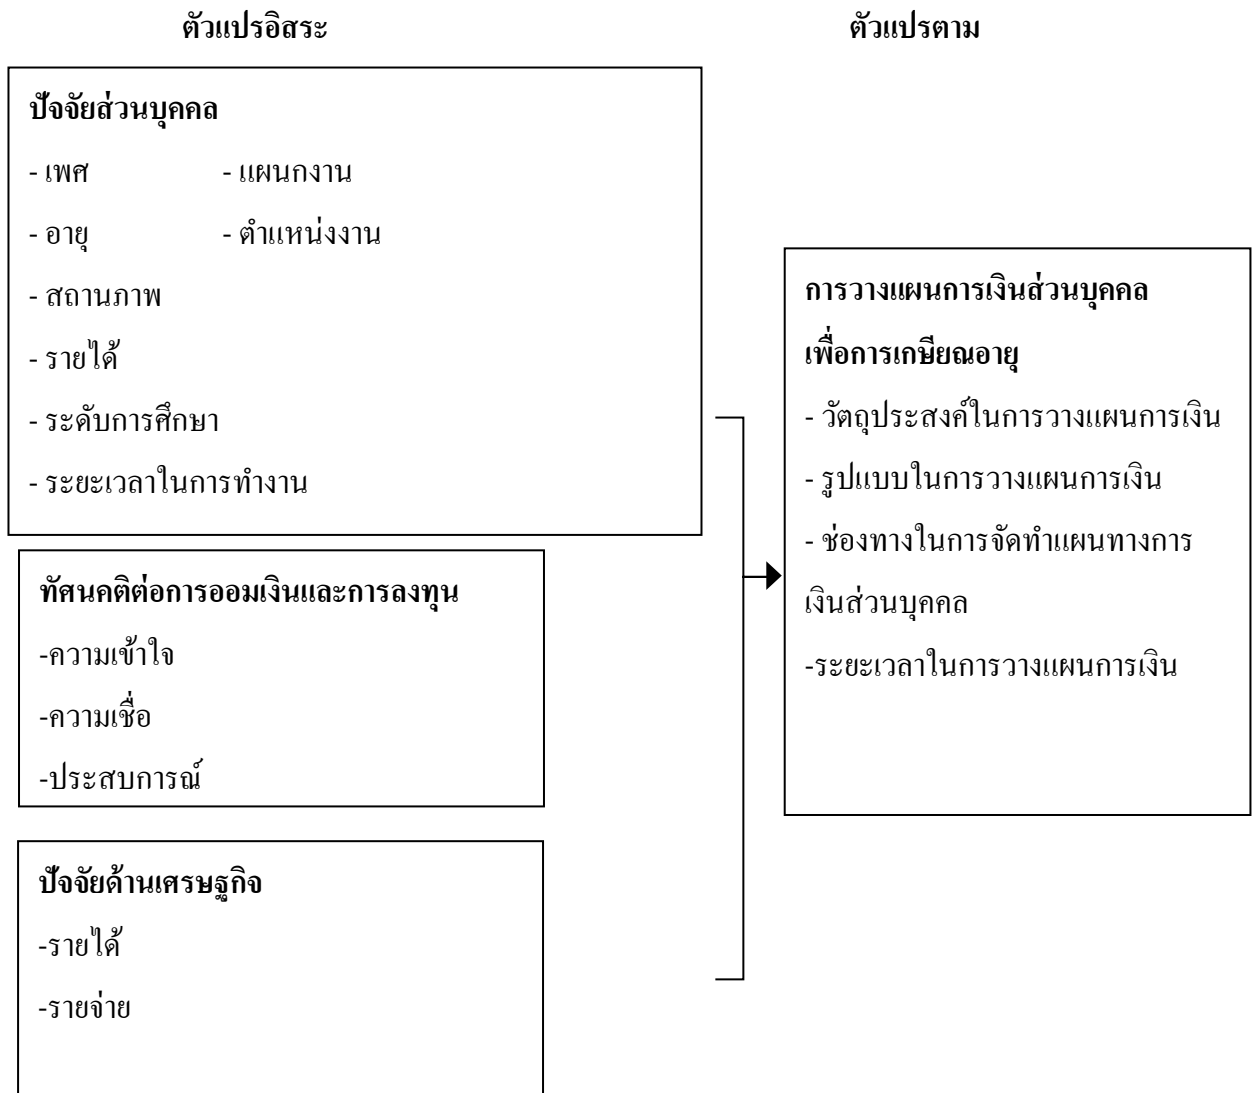 ตัวแปรอิสระ ตัวแปรตาม
ปัจจัยส่วนบุคคล
- เพศ - แผนกงาน
- อายุ - ตำแหน่งงาน
- สถานภาพ
- รายได้
- ระดับการศึกษา
- ระยะเวลาในการทำงาน
ทัศนคติต่อการออมเงินและการลงทุน
-ความเข้าใจ
-ความเชื่อ
-ประสบการณ์
ปัจจัยด้านเศรษฐกิจ
-รายได้
-รายจ่าย
การวางแผนการเงินส่วนบุคคล
เพื่อการเกษียณอายุ
- วัตถุประสงค์ในการวางแผนการเงิน
- รูปแบบในการวางแผนการเงิน
- ช่องทางในการจัดทำแผนทางการ
เงินส่วนบุคคล
-ระยะเวลาในการวางแผนการเงิน